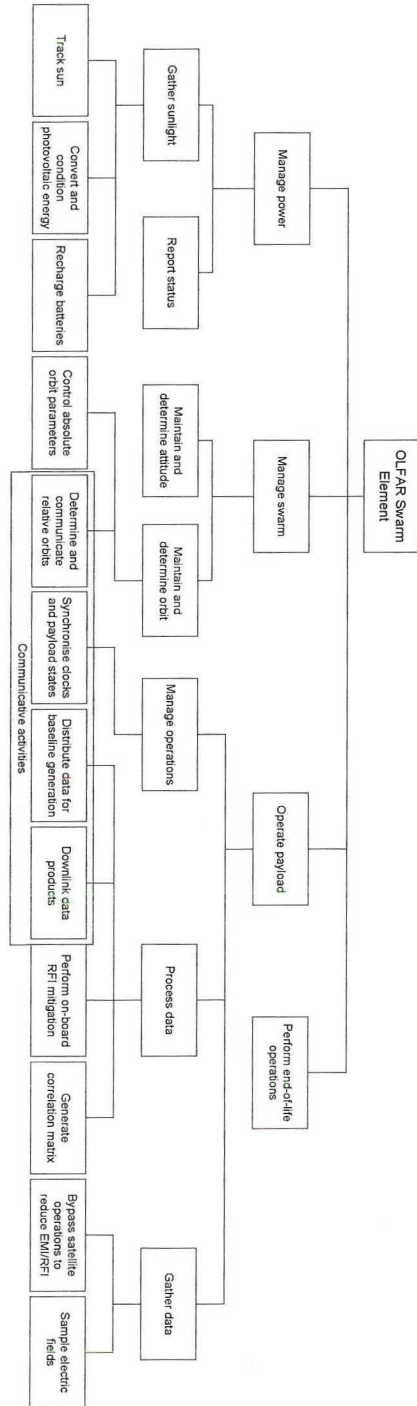 OLFAR Swarm
Element
Manage power
Manage swarm
Operate payload
Perform end-of-life
operations
Gather sunlight
Report status
Maintain and
determine attitude
Maintain and
determine orbit
Manage operations
Process data
Gather data
Track sun
Convert and
condition
photovoltaic energy
Recharge batteries
Control absolute
orbit parameters
Determine and
communicate
relative orbits
Synchronise clocks
and payload states
Distribute data for
baseline generation
Downlink data
products
Perform on-board
RFI mitigation
Generate
correlation matrix
Bypass satellite
operations to
reduce EMI/RFI
Sample electric
fields
Communicative activities